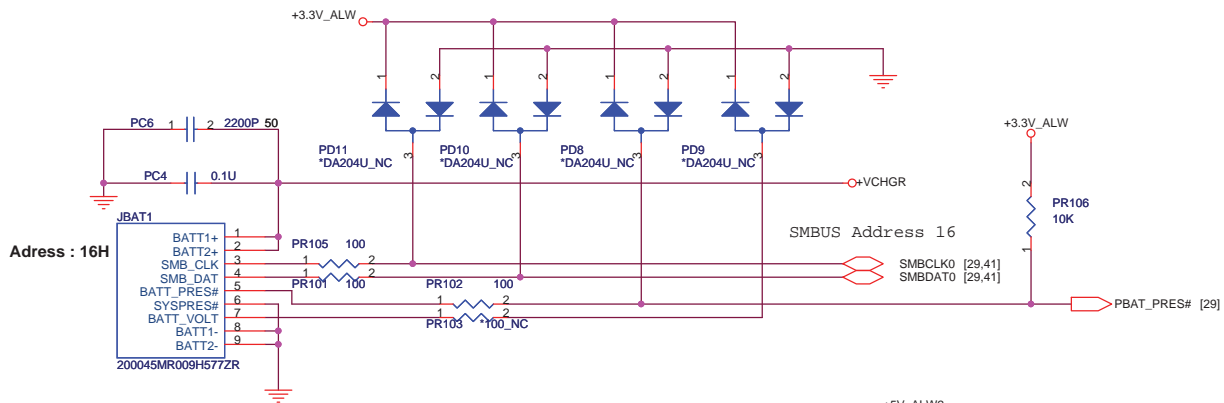 +3.3V_ALW
1 2 1 2 1 2 1 2
PC6 1 2 2200P 50
PD11 3 PD10 3 PD8 3 PD9 3
*DA204U_NC *DA204U_NC *DA204U_NC *DA204U_NC
+3.3V_ALW
PC4 0.1U
+VCHGR
2
PR106
10K
1
JBAT1
SMBUS Address 16
Adress : 16H
BATT1+ 1
BATT2+ 2
SMB_CLK 3
SMB_DAT 4
BATT_PRES# 5
SYSPRES# 6
BATT_VOLT 7
BATT1- 8
BATT2- 9
PR105 100
1 2
1 2
PR101 100
PR102 100
1 2
1 2
PR103 *100_NC
SMBCLK0 [29,41]
SMBDAT0 [29,41]
PBAT_PRES# [29]
200045MR009H577ZR